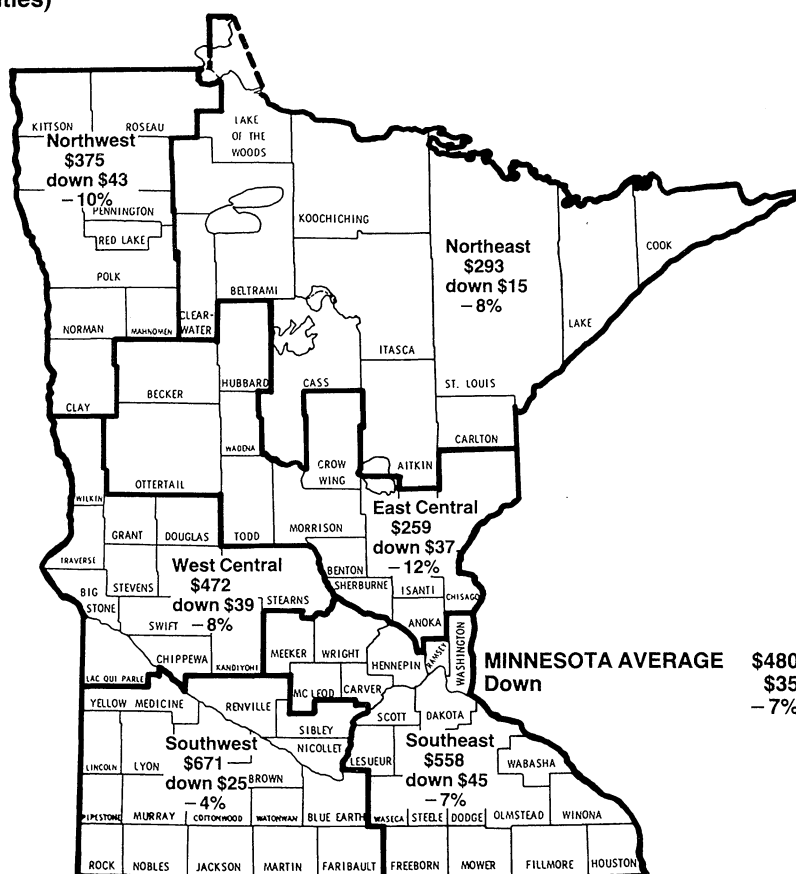 ities)
KITTSON
ROSEAU
LAKE
OF THE
WOODS
Northwest
$375
down $43
–10%
PENNINGTON
RED LAKE
KOOCHICHING
COOK
Northeast
$293
down $15
–8%
POLK
BELTRAMI
CLEAR-
WATER
NORMAN
MAHNOMEN
LAKE
ITASCA
HUBBARD
CASS
ST. LOUIS
BECKER
CLAY
CARLTON
WADENA
CROW
WING
AITKIN
OTTERTAIL
WILKIN
East Central
$259
down $37
–12%
GRANT
DOUGLAS
TODD
MORRISON
TRAVERSE
West Central
$472
down $39
–8%
BENTON
SHERBURNE
ISANTI
CHISAGO
BIG
STONE
STEVENS
STEARNS
SWIFT
ANOKA
WASHINGTON
RAMSEY
MEEKER
WRIGHT
HENNEPIN
CHIPPEWA
KANDIYOHI
MINNESOTA AVERAGE $480
Down $35
–7%
LAC QUI PARLE
MC LEOD
CARVER
YELLOW MEDICINE
RENVILLE
SCOTT
DAKOTA
SIBLEY
NICOLLET
Southwest
$671
down $25
–4%
Southeast
$558
down $45
–7%
LESUEUR
WABASHA
LINCOLN
LYON
BROWN
PIPESTONE
MURRAY
COTTONWOOD
WATONWAN
BLUE EARTH
WASECA
STEELE
DODGE
OLMSTEAD
WINONA
ROCK
NOBLES
JACKSON
MARTIN
FARIBAULT
FREEBORN
MOWER
FILLMORE
HOUSTON